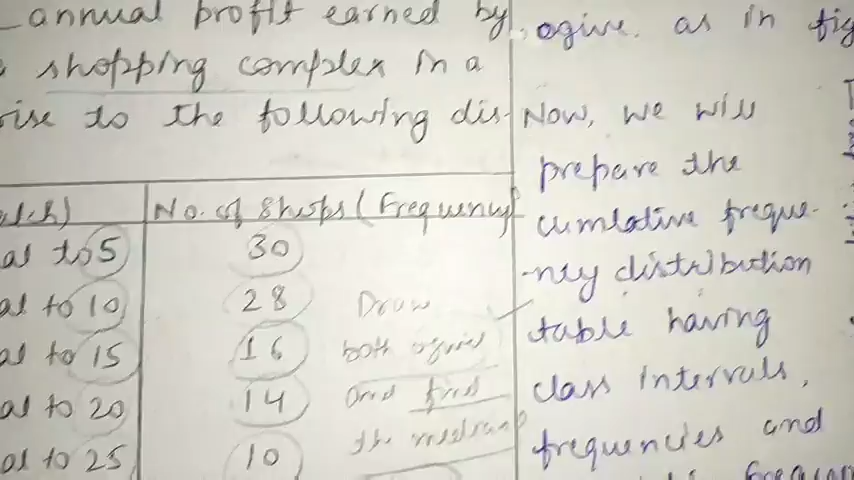 annual profit earned by
shopping complex in a
rise to the following dis-
No. of Shops (Frequency)
al to 5 30
al to 10 28
al to 15 16
al to 20 14
al to 25 10
Draw
both ogives
and find
the median
ogive. as in fig
Now, we will
prepare the
cumlative freque-
-ncy distribution
table having
class intervals,
frequencies and